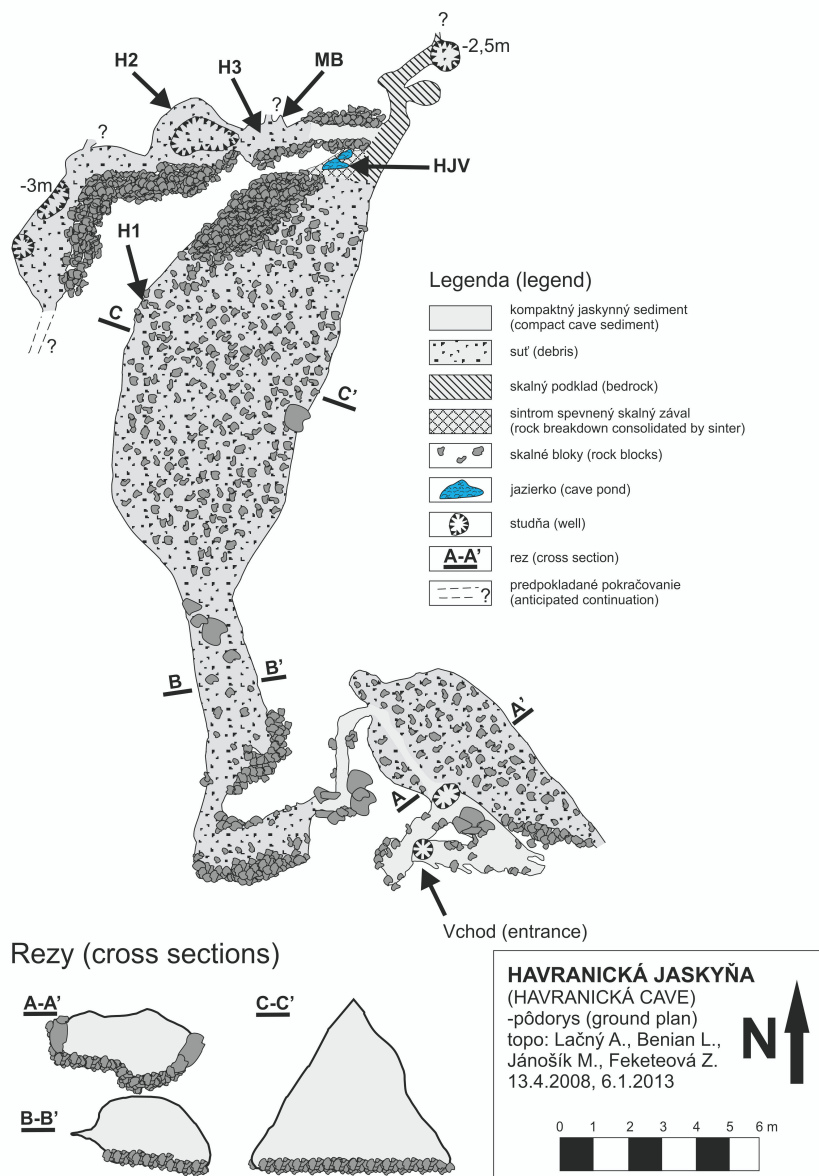 ?
-2,5m
H2
H3
MB
?
?
HJV
-3m
H1
C
?
C'
Legenda (legend)
kompaktný jaskynný sediment
(compact cave sediment)
suť (debris)
skalný podklad (bedrock)
sintrom spevnený skalný zával
(rock breakdown consolidated by sinter)
skalné bloky (rock blocks)
jazierko (cave pond)
studňa (well)
A-A' rez (cross section)
? predpokladané pokračovanie
(anticipated continuation)
B
B'
A'
A
Vchod (entrance)
Rezy (cross sections)
A-A'
C-C'
B-B'
HAVRANICKÁ JASKYŇA
(HAVRANICKÁ CAVE)
-pôdorys (ground plan)
topo: Lačný A., Benian L.,
Jánošík M., Feketeová Z.
13.4.2008, 6.1.2013
N
0 1 2 3 4 5 6 m